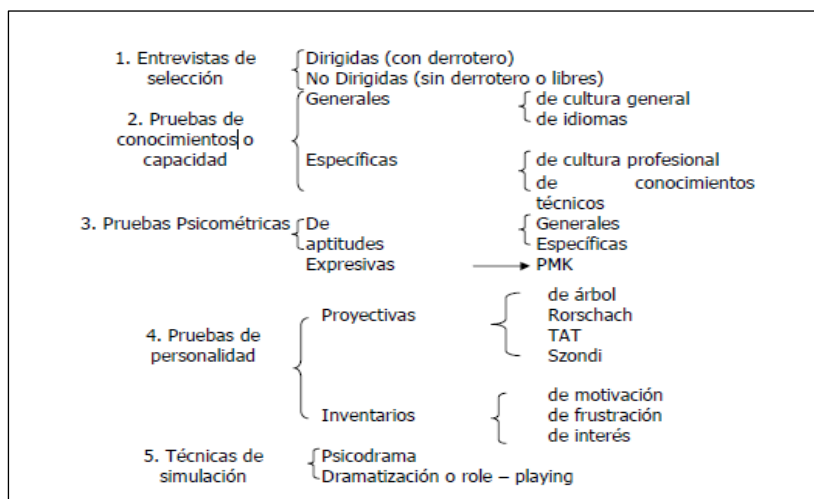 1. Entrevistas de selección
Dirigidas (con derrotero)
No Dirigidas (sin derrotero o libres)
2. Pruebas de conocimientos o capacidad
Generales
de cultura general
de idiomas
Específicas
de cultura profesional
de conocimientos técnicos
3. Pruebas Psicométricas
De aptitudes
Generales
Específicas
Expresivas
PMK
4. Pruebas de personalidad
Proyectivas
de árbol
Rorschach
TAT
Szondi
Inventarios
de motivación
de frustración
de interés
5. Técnicas de simulación
Psicodrama
Dramatización o role – playing